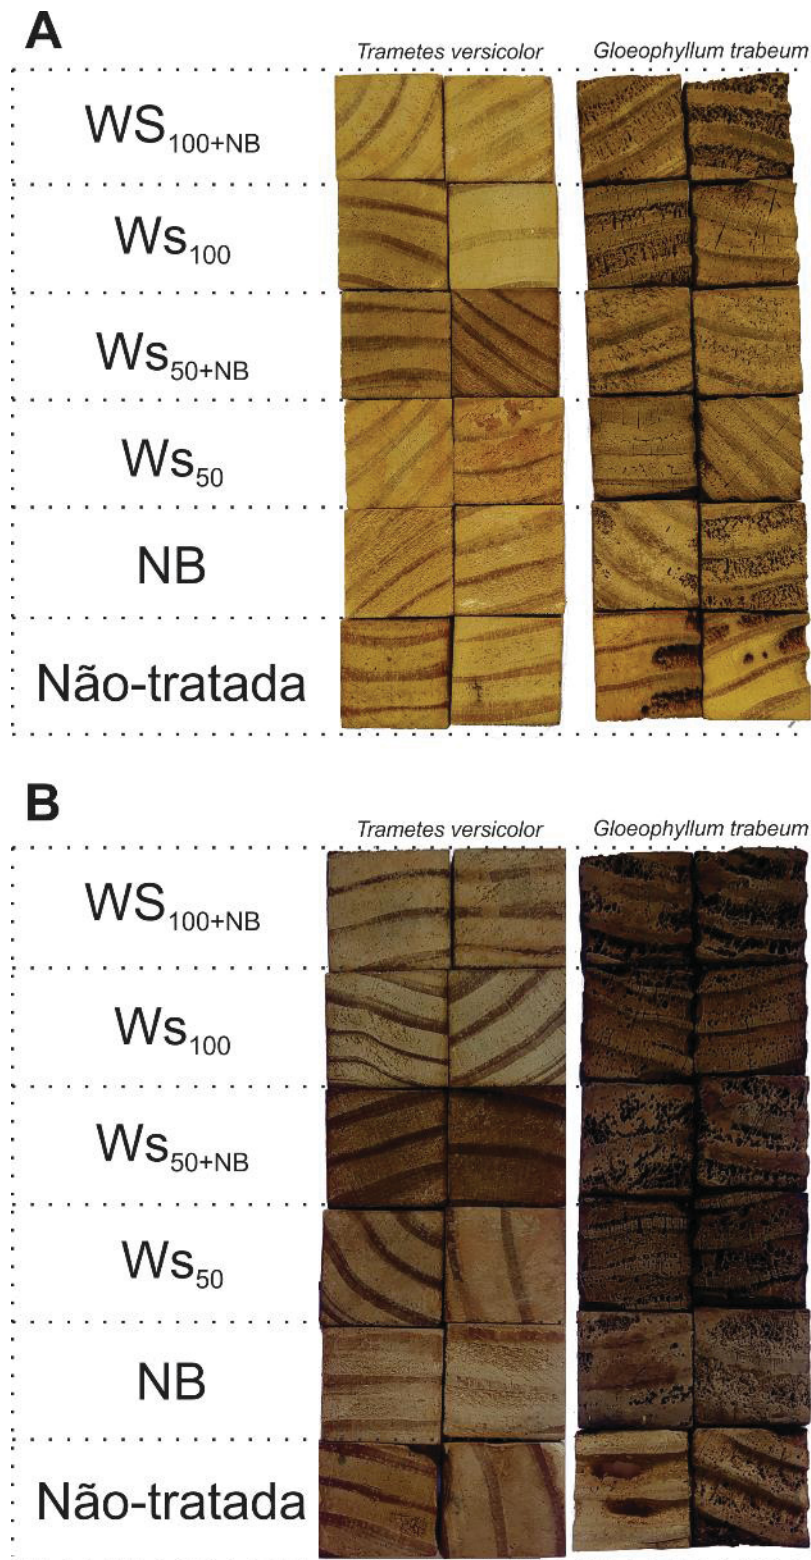 A
Trametes versicolor Gloeophyllum trabeum
WS100+NB
Ws100
Ws50+NB
Ws50
NB
Não-tratada
B
Trametes versicolor Gloeophyllum trabeum
WS100+NB
Ws100
Ws50+NB
Ws50
NB
Não-tratada